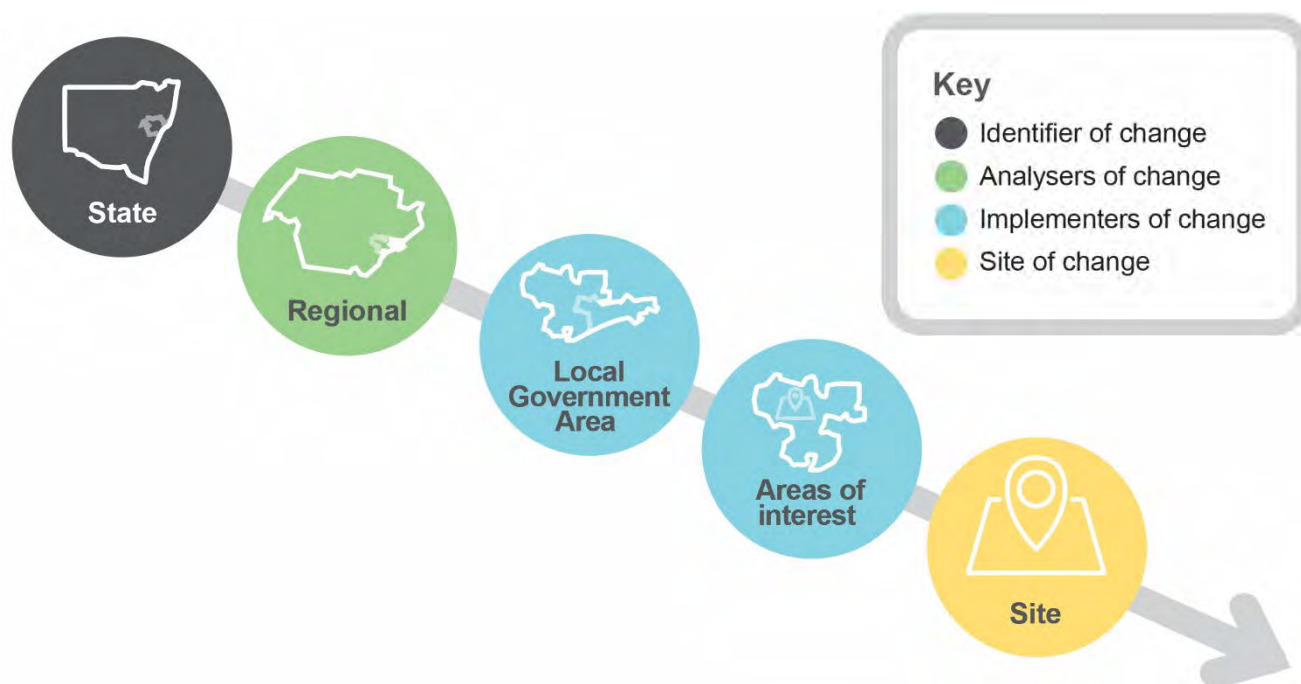 State
Regional
Local
Government
Area
Areas of
interest
Site
Key
Identifier of change
Analysers of change
Implementers of change
Site of change